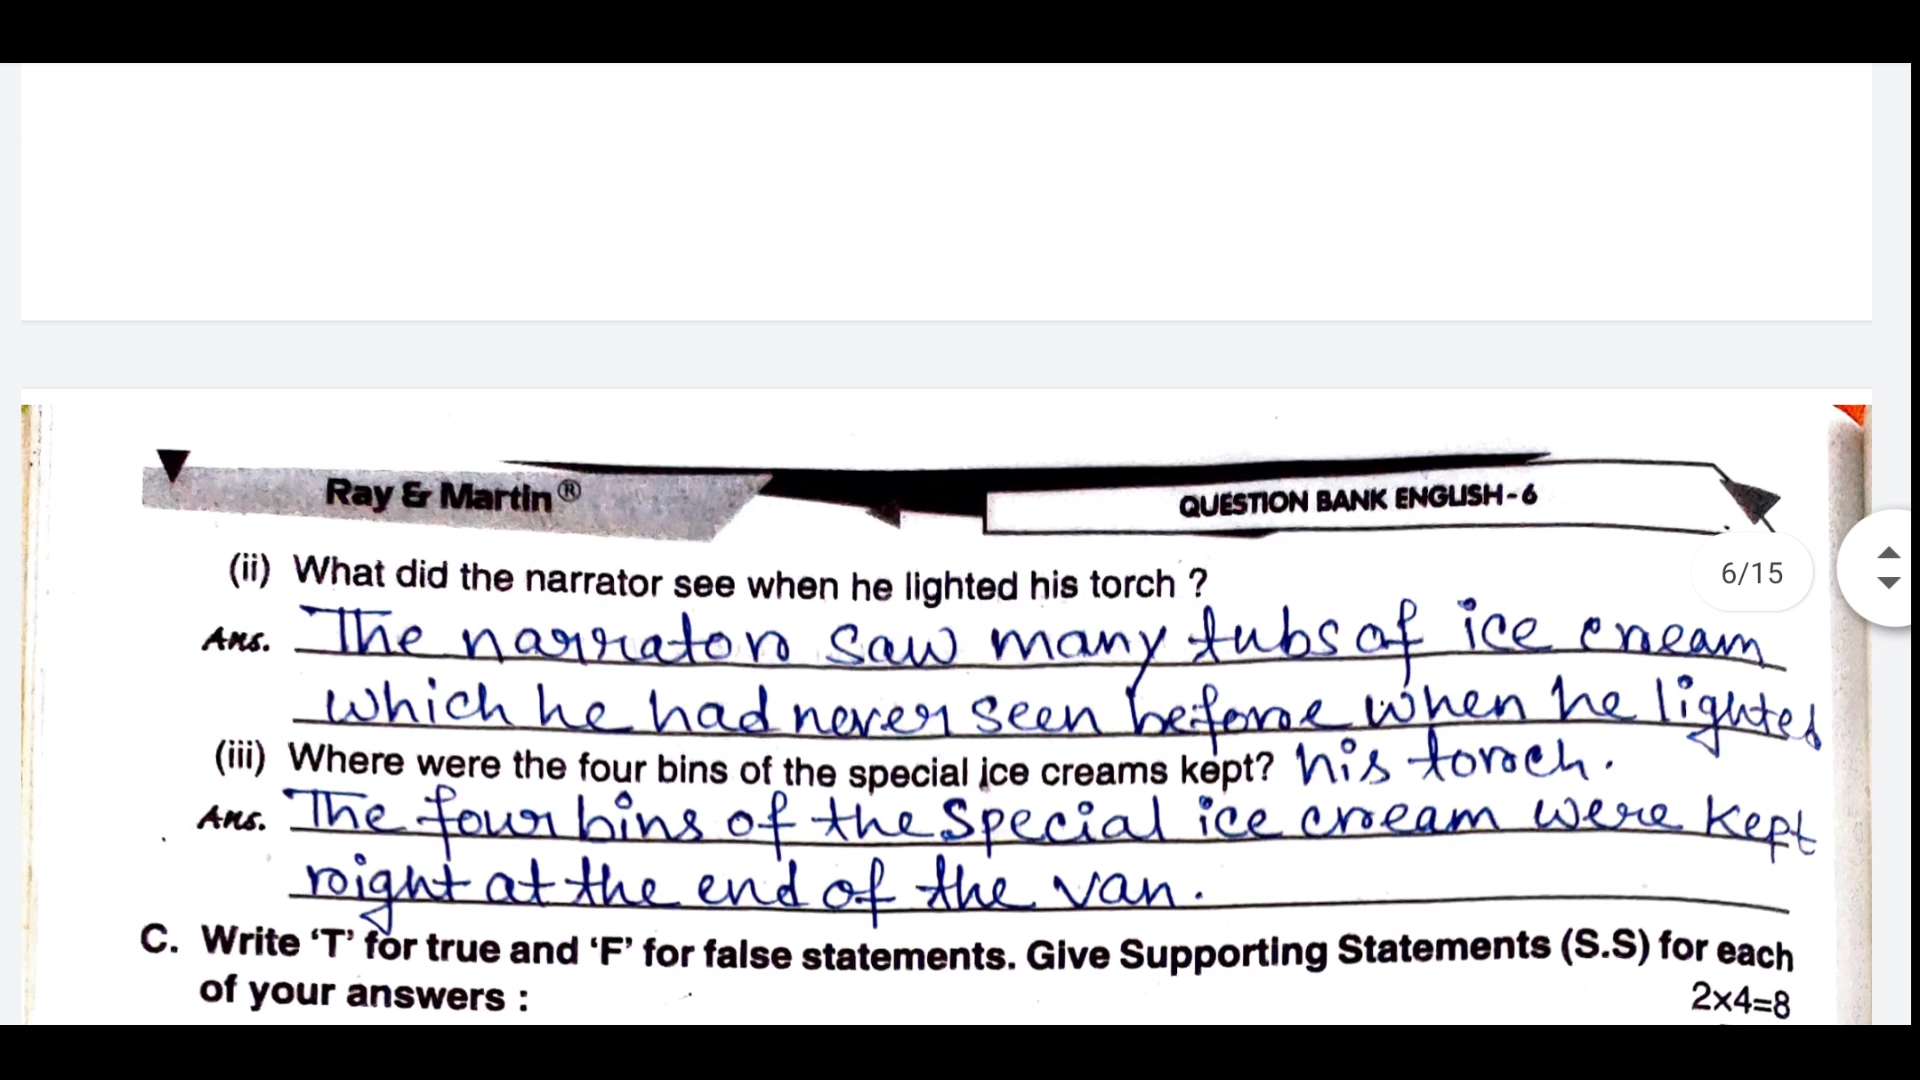 Ray & Martin®
QUESTION BANK ENGLISH-6
6/15
(ii) What did the narrator see when he lighted his torch ?
Ans. The narrator saw many tubs of ice cream
which he had never seen before when he lighted
(iii) Where were the four bins of the special ice creams kept? his torch.
Ans. The four bins of the special ice cream were kept
right at the end of the van.
C. Write ‘T’ for true and ‘F’ for false statements. Give Supporting Statements (S.S) for each
of your answers : 2x4=8